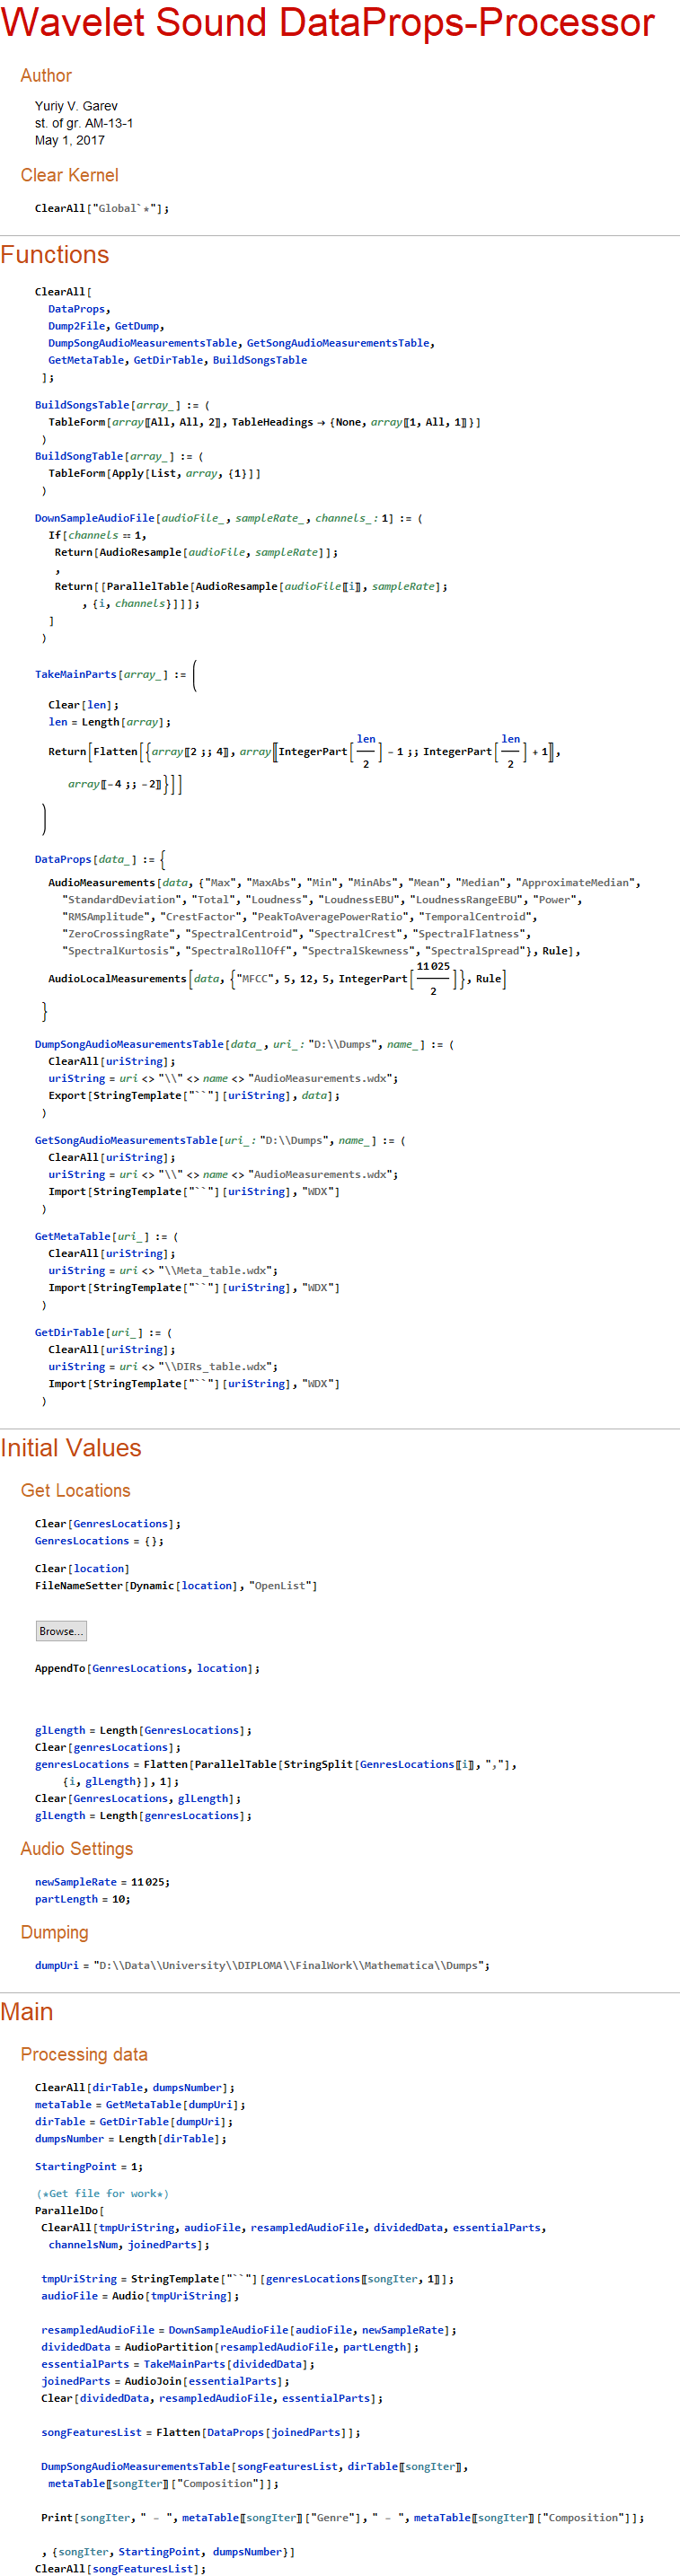 Wavelet Sound DataProps-Processor
Author
Yuriy V. Garev
st. of gr. AM-13-1
May 1, 2017
Clear Kernel
ClearAll["Global`*"];
Functions
ClearAll[
DataProps,
Dump2File, GetDump,
DumpSongAudioMeasurementsTable, GetSongAudioMeasurementsTable,
GetMetaTable, GetDirTable, BuildSongsTable
];
BuildSongsTable[array_] := (
TableForm[array⟦All, All, 2⟧, TableHeadings → {None, array⟦1, All, 1⟧}]
)
BuildSongTable[array_] := (
TableForm[Apply[List, array, {1}]]
)
DownSampleAudioFile[audioFile_, sampleRate_, channels_: 1] := (
If[channels == 1,
Return[AudioResample[audioFile, sampleRate]];
,
Return[[ParallelTable[AudioResample[audioFile⟦i⟧, sampleRate];
, {i, channels}]]];
]
)
TakeMainParts[array_] := (
Clear[len];
len = Length[array];
Return[Flatten[{array⟦2 ;; 4⟧, array⟦IntegerPart[len/2] - 1 ;; IntegerPart[len/2] + 1⟧,
array⟦-4 ;; -2⟧}]]
)
DataProps[data_] := {
AudioMeasurements[data, {"Max", "MaxAbs", "Min", "MinAbs", "Mean", "Median", "ApproximateMedian",
"StandardDeviation", "Total", "Loudness", "LoudnessEBU", "LoudnessRangeEBU", "Power",
"RMSAmplitude", "CrestFactor", "PeakToAveragePowerRatio", "TemporalCentroid",
"ZeroCrossingRate", "SpectralCentroid", "SpectralCrest", "SpectralFlatness",
"SpectralKurtosis", "SpectralRollOff", "SpectralSkewness", "SpectralSpread"}, Rule],
AudioLocalMeasurements[data, {"MFCC", 5, 12, 5, IntegerPart[11 025/2]}, Rule]
}
DumpSongAudioMeasurementsTable[data_, uri_: "D:\\Dumps", name_] := (
ClearAll[uriString];
uriString = uri <> "\\" <> name <> "AudioMeasurements.wdx";
Export[StringTemplate["``"][uriString], data];
)
GetSongAudioMeasurementsTable[uri_: "D:\\Dumps", name_] := (
ClearAll[uriString];
uriString = uri <> "\\" <> name <> "AudioMeasurements.wdx";
Import[StringTemplate["``"][uriString], "WDX"]
)
GetMetaTable[uri_] := (
ClearAll[uriString];
uriString = uri <> "\\Meta_table.wdx";
Import[StringTemplate["``"][uriString], "WDX"]
)
GetDirTable[uri_] := (
ClearAll[uriString];
uriString = uri <> "\\DIRs_table.wdx";
Import[StringTemplate["``"][uriString], "WDX"]
)
Initial Values
Get Locations
Clear[GenresLocations];
GenresLocations = {};
Clear[location]
FileNameSetter[Dynamic[location], "OpenList"]
Browse...
AppendTo[GenresLocations, location];
glLength = Length[GenresLocations];
Clear[genresLocations];
genresLocations = Flatten[ParallelTable[StringSplit[GenresLocations⟦i⟧, ","],
{i, glLength}], 1];
Clear[GenresLocations, glLength];
glLength = Length[genresLocations];
Audio Settings
newSampleRate = 11 025;
partLength = 10;
Dumping
dumpUri = "D:\\Data\\University\\DIPLOMA\\FinalWork\\Mathematica\\Dumps";
Main
Processing data
ClearAll[dirTable, dumpsNumber];
metaTable = GetMetaTable[dumpUri];
dirTable = GetDirTable[dumpUri];
dumpsNumber = Length[dirTable];
StartingPoint = 1;
(*Get file for work*)
ParallelDo[
ClearAll[tmpUriString, audioFile, resampledAudioFile, dividedData, essentialParts,
channelsNum, joinedParts];
tmpUriString = StringTemplate["``"][genresLocations⟦songIter, 1⟧];
audioFile = Audio[tmpUriString];
resampledAudioFile = DownSampleAudioFile[audioFile, newSampleRate];
dividedData = AudioPartition[resampledAudioFile, partLength];
essentialParts = TakeMainParts[dividedData];
joinedParts = AudioJoin[essentialParts];
Clear[dividedData, resampledAudioFile, essentialParts];
songFeaturesList = Flatten[DataProps[joinedParts]];
DumpSongAudioMeasurementsTable[songFeaturesList, dirTable⟦songIter⟧,
metaTable⟦songIter⟧["Composition"]];
Print[songIter, " - ", metaTable⟦songIter⟧["Genre"], " - ", metaTable⟦songIter⟧["Composition"]];
, {songIter, StartingPoint, dumpsNumber}]
ClearAll[songFeaturesList];